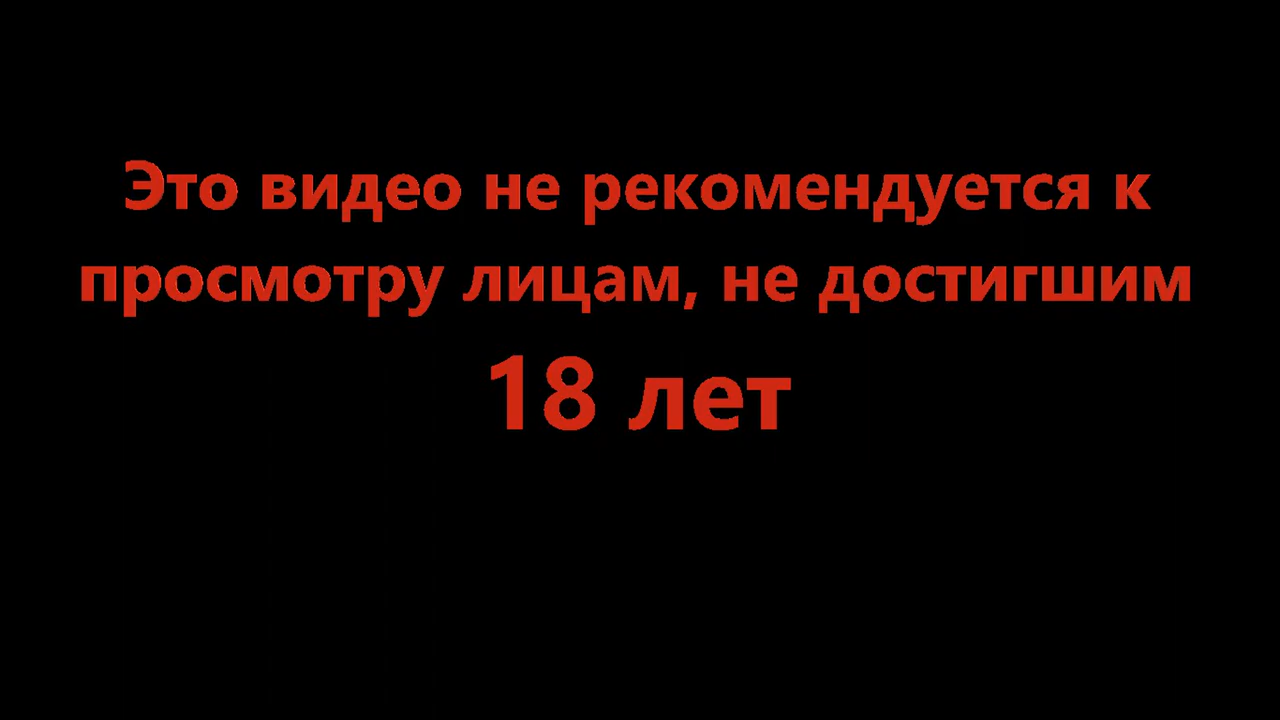 Это видео не рекомендуется к
просмотру лицам, не достигшим
18 лет